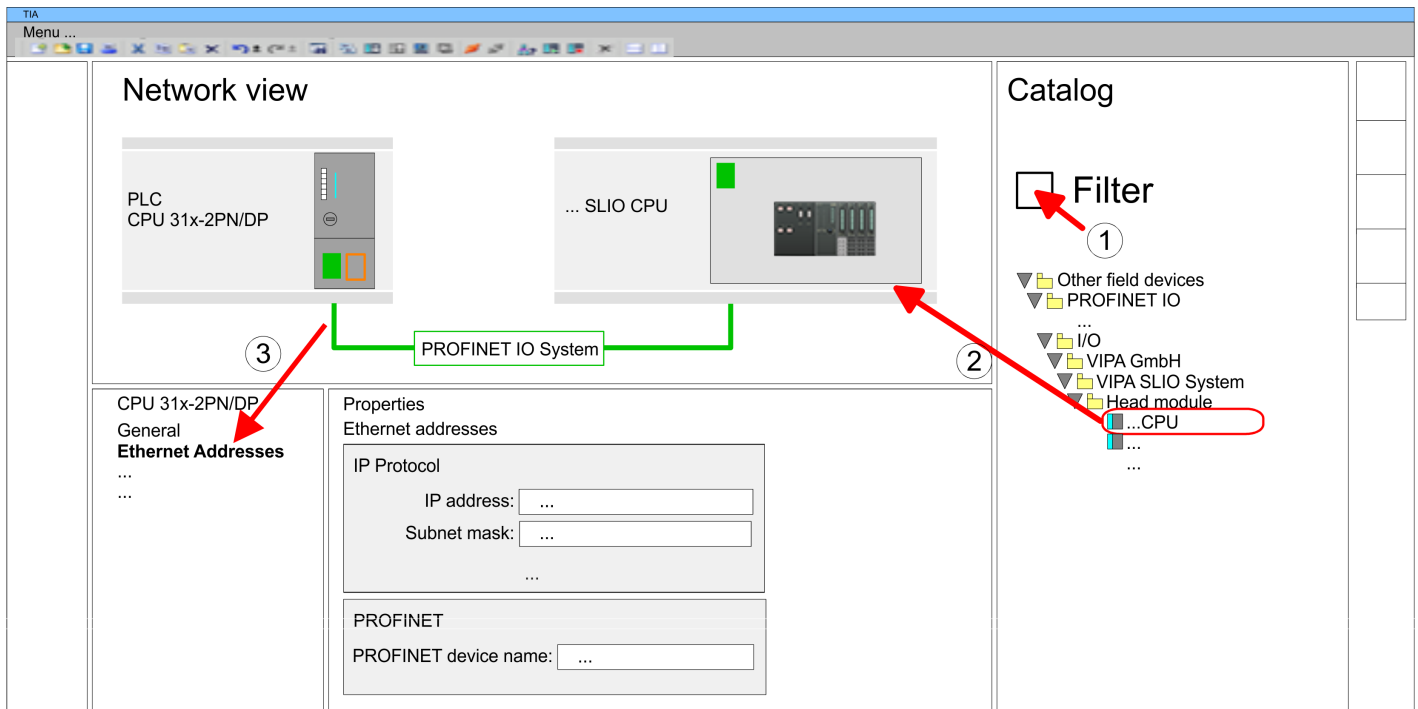 TIA
Menu ...
Network view
PLC
CPU 31x-2PN/DP
... SLIO CPU
PROFINET IO System
3
2
Catalog
Filter
1
Other field devices
PROFINET IO
...
I/O
VIPA GmbH
VIPA SLIO System
Head module
...CPU
...
...
CPU 31x-2PN/DP
General
Ethernet Addresses
...
...
Properties
Ethernet addresses
IP Protocol
IP address: ...
Subnet mask: ...
...
PROFINET
PROFINET device name: ...